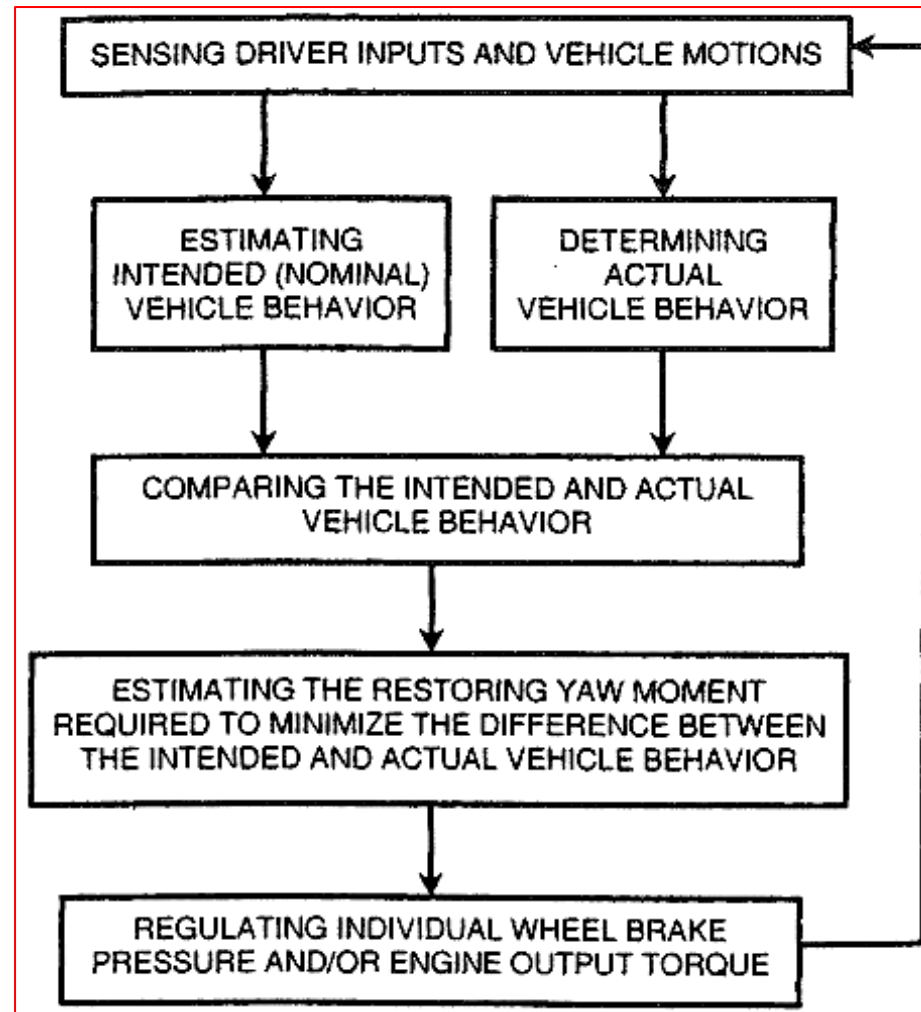 SENSING DRIVER INPUTS AND VEHICLE MOTIONS
ESTIMATING
INTENDED (NOMINAL)
VEHICLE BEHAVIOR
DETERMINING
ACTUAL
VEHICLE BEHAVIOR
COMPARING THE INTENDED AND ACTUAL
VEHICLE BEHAVIOR
ESTIMATING THE RESTORING YAW MOMENT
REQUIRED TO MINIMIZE THE DIFFERENCE BETWEEN
THE INTENDED AND ACTUAL VEHICLE BEHAVIOR
REGULATING INDIVIDUAL WHEEL BRAKE
PRESSURE AND/OR ENGINE OUTPUT TORQUE